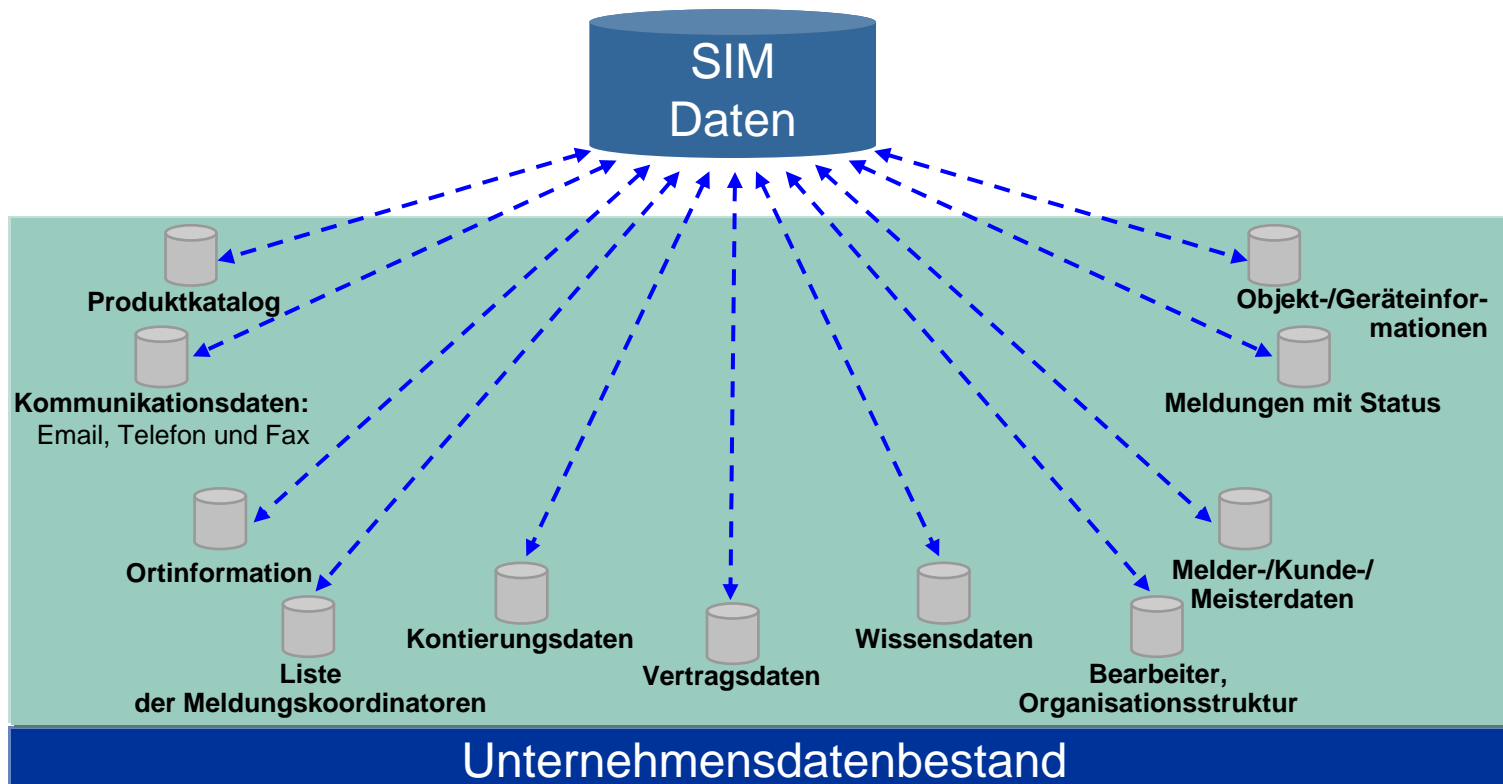 SIM
Daten
Produktkatalog
Objekt-/Geräteinfor-
mationen
Kommunikationsdaten:
Email, Telefon und Fax
Meldungen mit Status
Ortinformation
Melder-/Kunde-/
Meisterdaten
Liste
der Meldungskoordinatoren
Kontierungsdaten
Vertragsdaten
Wissensdaten
Bearbeiter,
Organisationsstruktur
Unternehmensdatenbestand